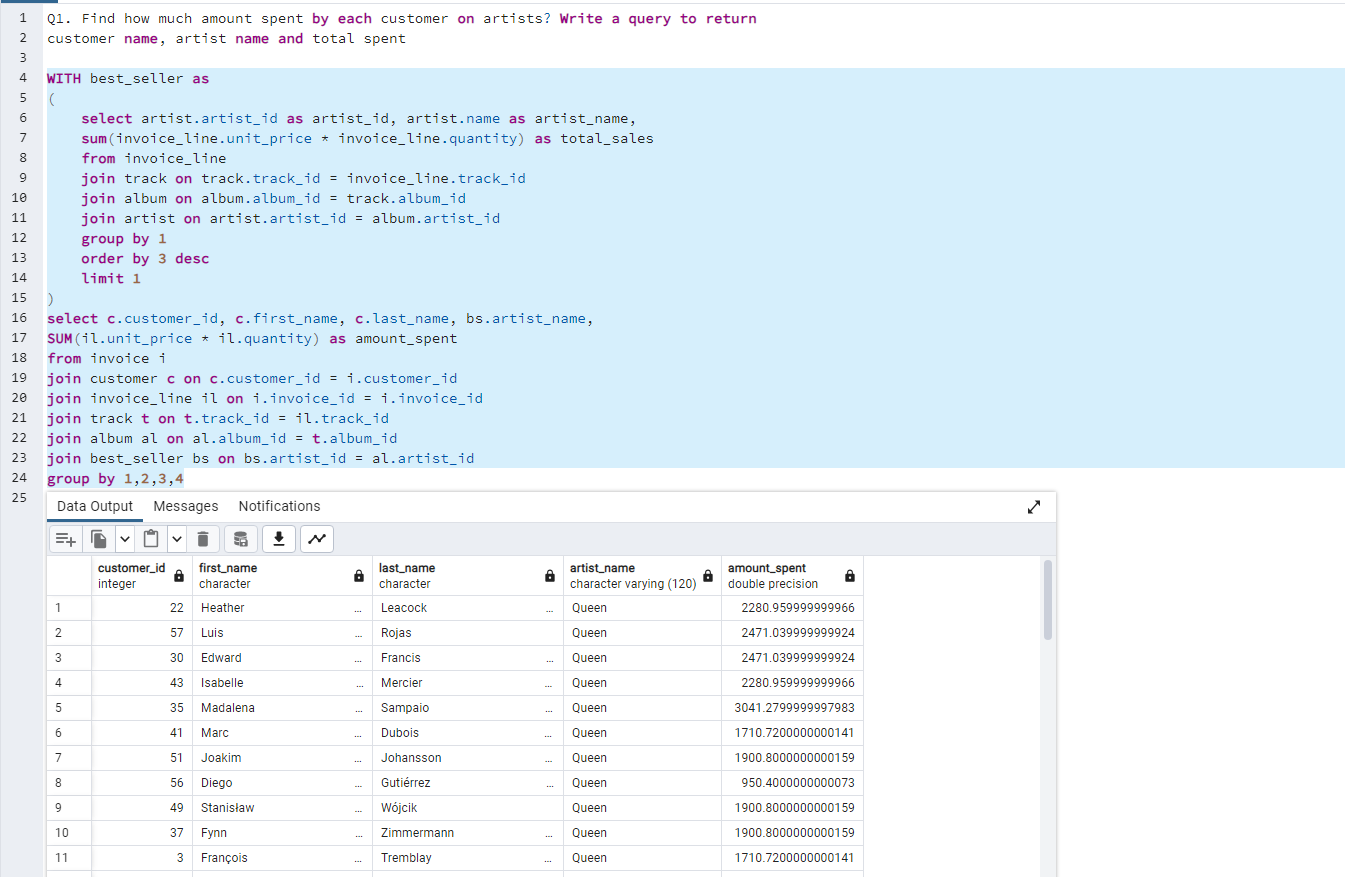 1 Q1. Find how much amount spent by each customer on artists? Write a query to return
2 customer name, artist name and total spent
3
4 WITH best_seller as
5 (
6 select artist.artist_id as artist_id, artist.name as artist_name,
7 sum(invoice_line.unit_price * invoice_line.quantity) as total_sales
8 from invoice_line
9 join track on track.track_id = invoice_line.track_id
10 join album on album.album_id = track.album_id
11 join artist on artist.artist_id = album.artist_id
12 group by 1
13 order by 3 desc
14 limit 1
15 )
16 select c.customer_id, c.first_name, c.last_name, bs.artist_name,
17 SUM(il.unit_price * il.quantity) as amount_spent
18 from invoice i
19 join customer c on c.customer_id = i.customer_id
20 join invoice_line il on i.invoice_id = i.invoice_id
21 join track t on t.track_id = il.track_id
22 join album al on al.album_id = t.album_id
23 join best_seller bs on bs.artist_id = al.artist_id
24 group by 1,2,3,4
25
Data Output Messages Notifications
customer_id first_name last_name artist_name amount_spent
integer character character character varying (120) double precision
1 22 Heather ... Leacock ... Queen 2280.959999999966
2 57 Luis ... Rojas ... Queen 2471.039999999924
3 30 Edward ... Francis ... Queen 2471.039999999924
4 43 Isabelle ... Mercier ... Queen 2280.959999999966
5 35 Madalena ... Sampaio ... Queen 3041.2799999997983
6 41 Marc ... Dubois ... Queen 1710.7200000000141
7 51 Joakim ... Johansson ... Queen 1900.8000000000159
8 56 Diego ... Gutiérrez ... Queen 950.4000000000073
9 49 Stanisław ... Wójcik ... Queen 1900.8000000000159
10 37 Fynn ... Zimmermann ... Queen 1900.8000000000159
11 3 François ... Tremblay ... Queen 1710.7200000000141